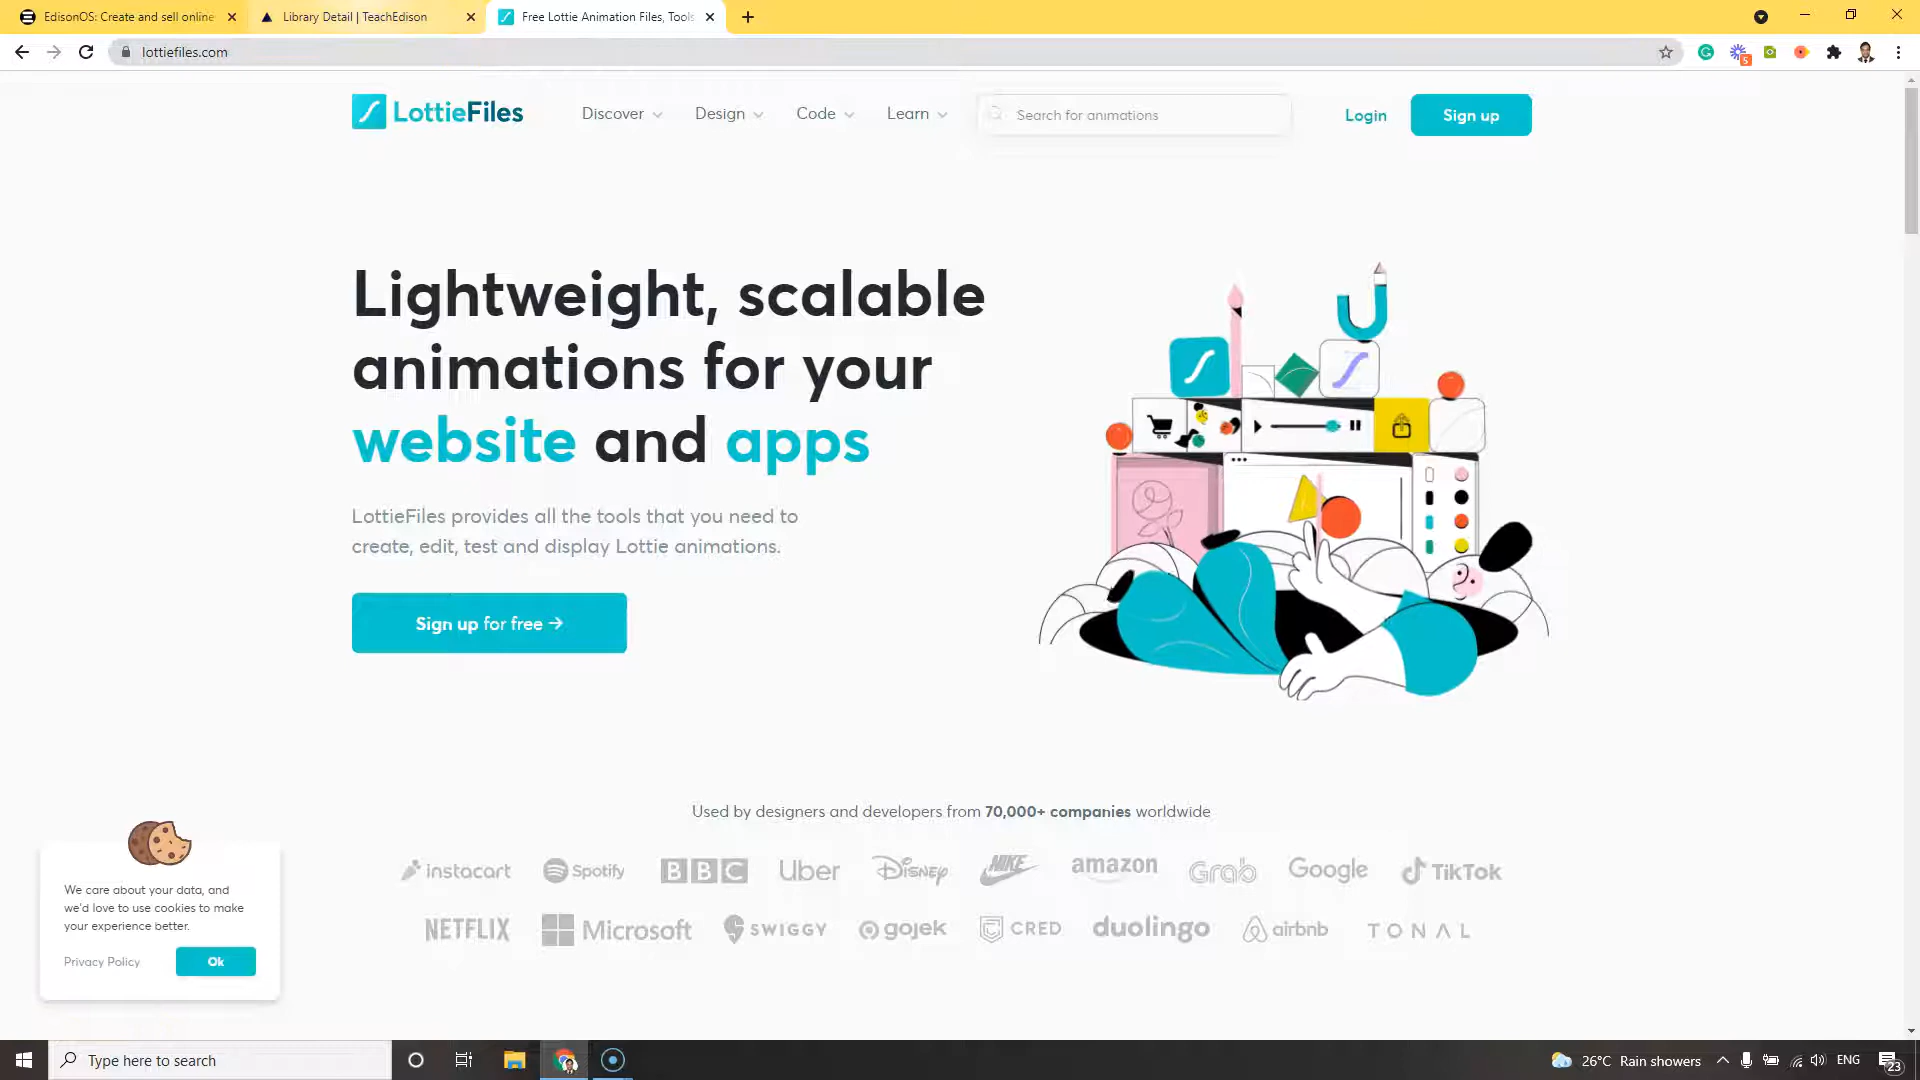 EdisonOS: Create and sell online
Library Detail | TeachEdison
Free Lottie Animation Files, Tools
lottiefiles.com
5
LottieFiles
Discover
Design
Code
Learn
Search for animations
Login
Sign up
Lightweight, scalable
animations for your
website and apps
LottieFiles provides all the tools that you need to
create, edit, test and display Lottie animations.
Sign up for free →
Used by designers and developers from 70,000+ companies worldwide
instacart
Spotify
BBC
Uber
Disney
NIKE
amazon
Grab
Google
TikTok
NETFLIX
Microsoft
SWIGGY
gojek
CRED
duolingo
airbnb
TONAL
We care about your data, and
we'd love to use cookies to make
your experience better.
Privacy Policy
Ok
Type here to search
26°C Rain showers
ENG
23